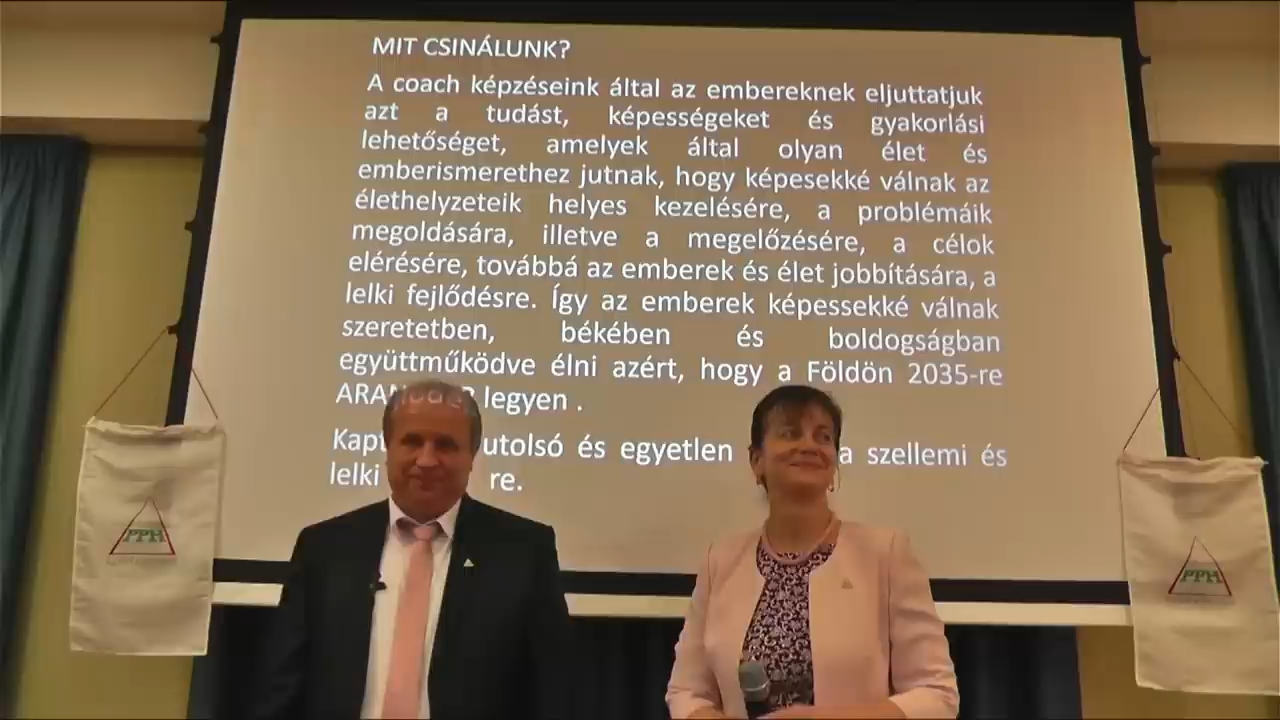 MIT CSINÁLUNK?
A coach képzéseink által az embereknek eljuttatjuk
azt a tudást, képességeket és gyakorlási
lehetőséget, amelyek által olyan élet és
emberismerethez jutnak, hogy képesekké válnak az
élethelyzeteik helyes kezelésére, a problémáik
megoldására, illetve a megelőzésére, a célok
elérésére, továbbá az emberek és élet jobbítására, a
lelki fejlődésre. Így az emberek képessekké válnak
szeretetben, békében és boldogságban
együttműködve élni azért, hogy a Földön 2035-re
legyen .
utolsó és egyetlen a szellemi és
lelki re.
PPH
PPH